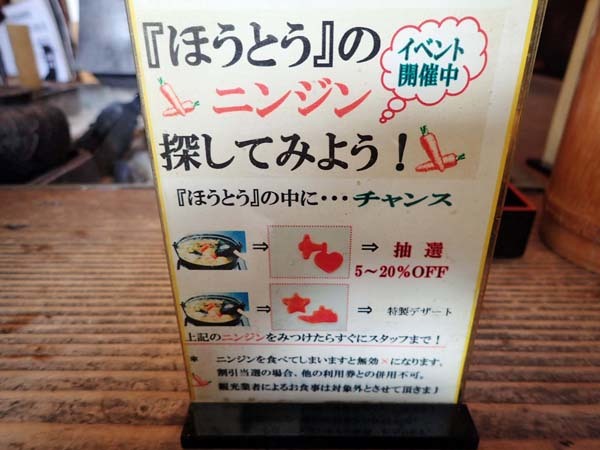 『ほうとう』の
イベント
開催中
ニンジン
探してみよう！
『ほうとう』の中に・・・チャンス
⇒ ⇒ 抽選
5～20%OFF
⇒ ⇒ 特製デザート
上記のニンジンをみつけたらすぐにスタッフまで！
※ ニンジンを食べてしまいますと無効×になります。
割引当選の場合、他の利用券との併用不可。
観光業者によるお食事は対象外とさせて頂きま